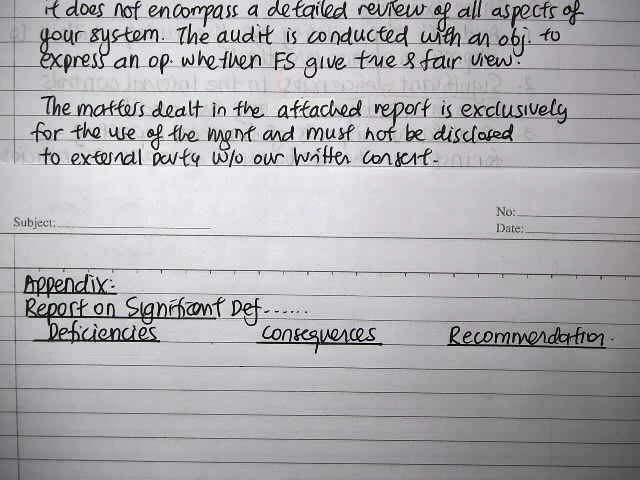 it does not encompass a detailed review of all aspects of
your system. The audit is conducted with an obj. to
express an op. whether FS give true & fair view.
The matters dealt in the attached report is exclusively
for the use of the mgnt and must not be disclosed
to external party w/o our written consent.
Subject:
No:
Date:
Appendix:
Report on Significant Def......
Deficiencies Consequences Recommendation.